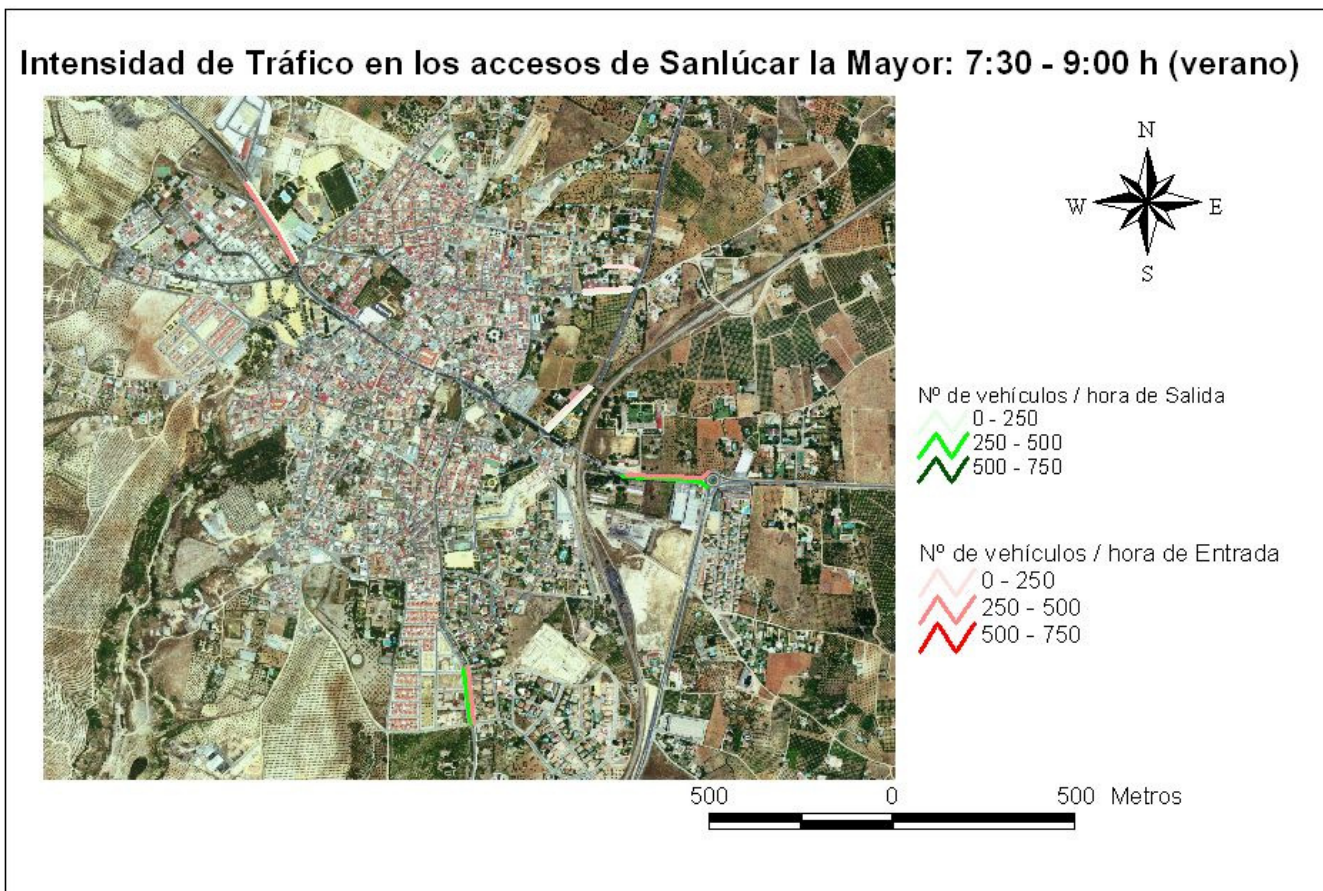 Intensidad de Tráfico en los accesos de Sanlúcar la Mayor: 7:30 - 9:00 h (verano)
N
W E
S
Nº de vehículos / hora de Salida
0 - 250
250 - 500
500 - 750
Nº de vehículos / hora de Entrada
0 - 250
250 - 500
500 - 750
500 0 500 Metros